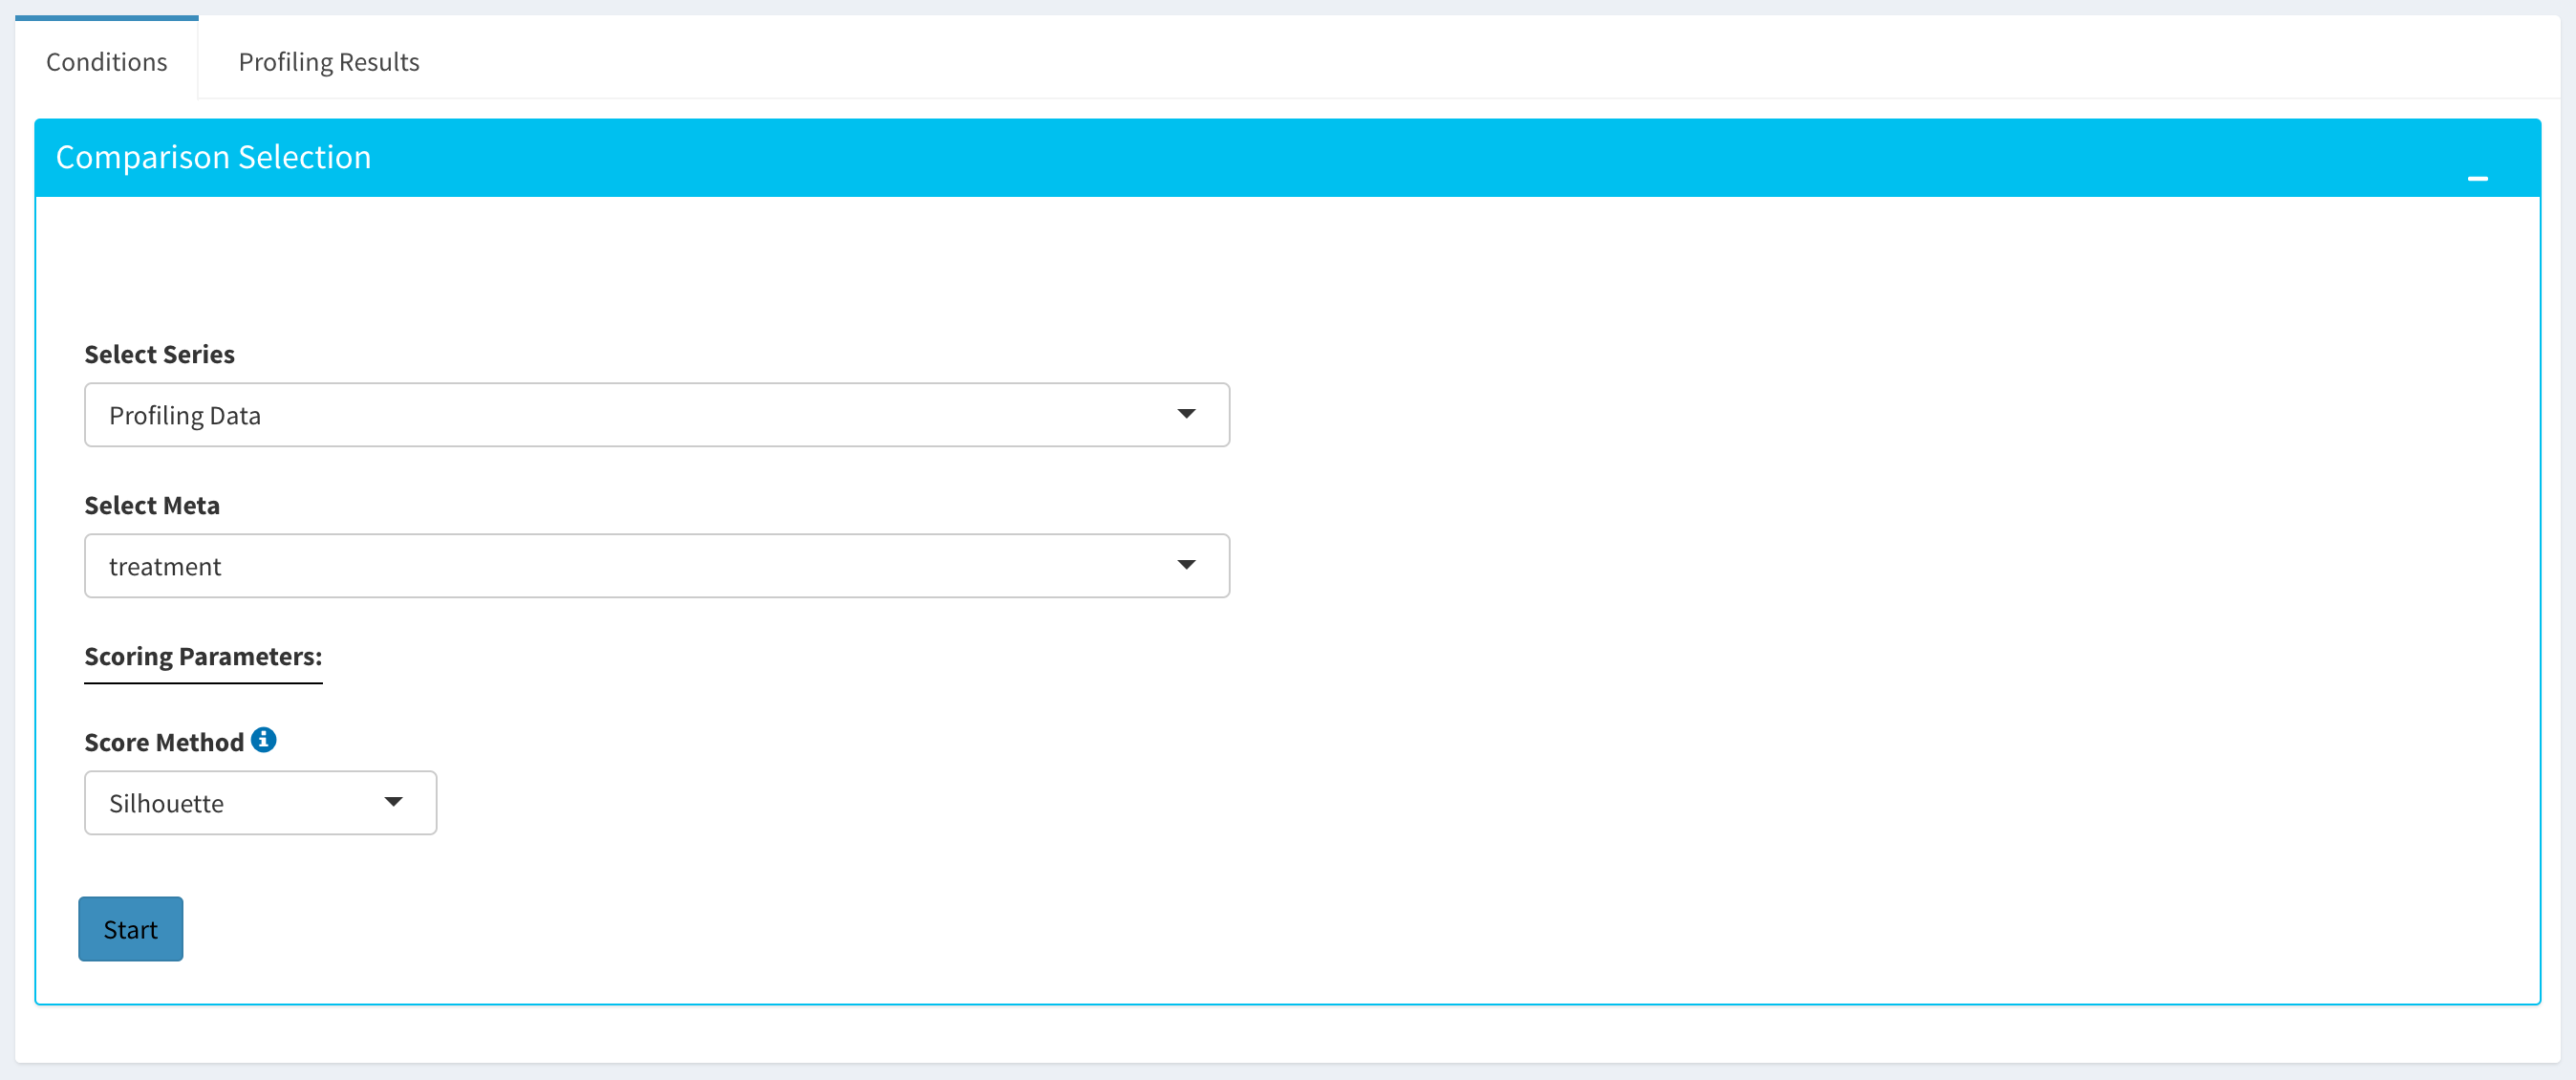 Conditions
Profiling Results
Comparison Selection
Select Series
Profiling Data
Select Meta
treatment
Scoring Parameters:
Score Method
Silhouette
Start